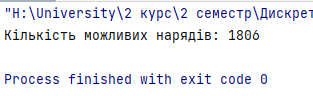 "H:\University\2 курс\2 семестр\Дискрет
Кількість можливих нарядів: 1806
Process finished with exit code 0